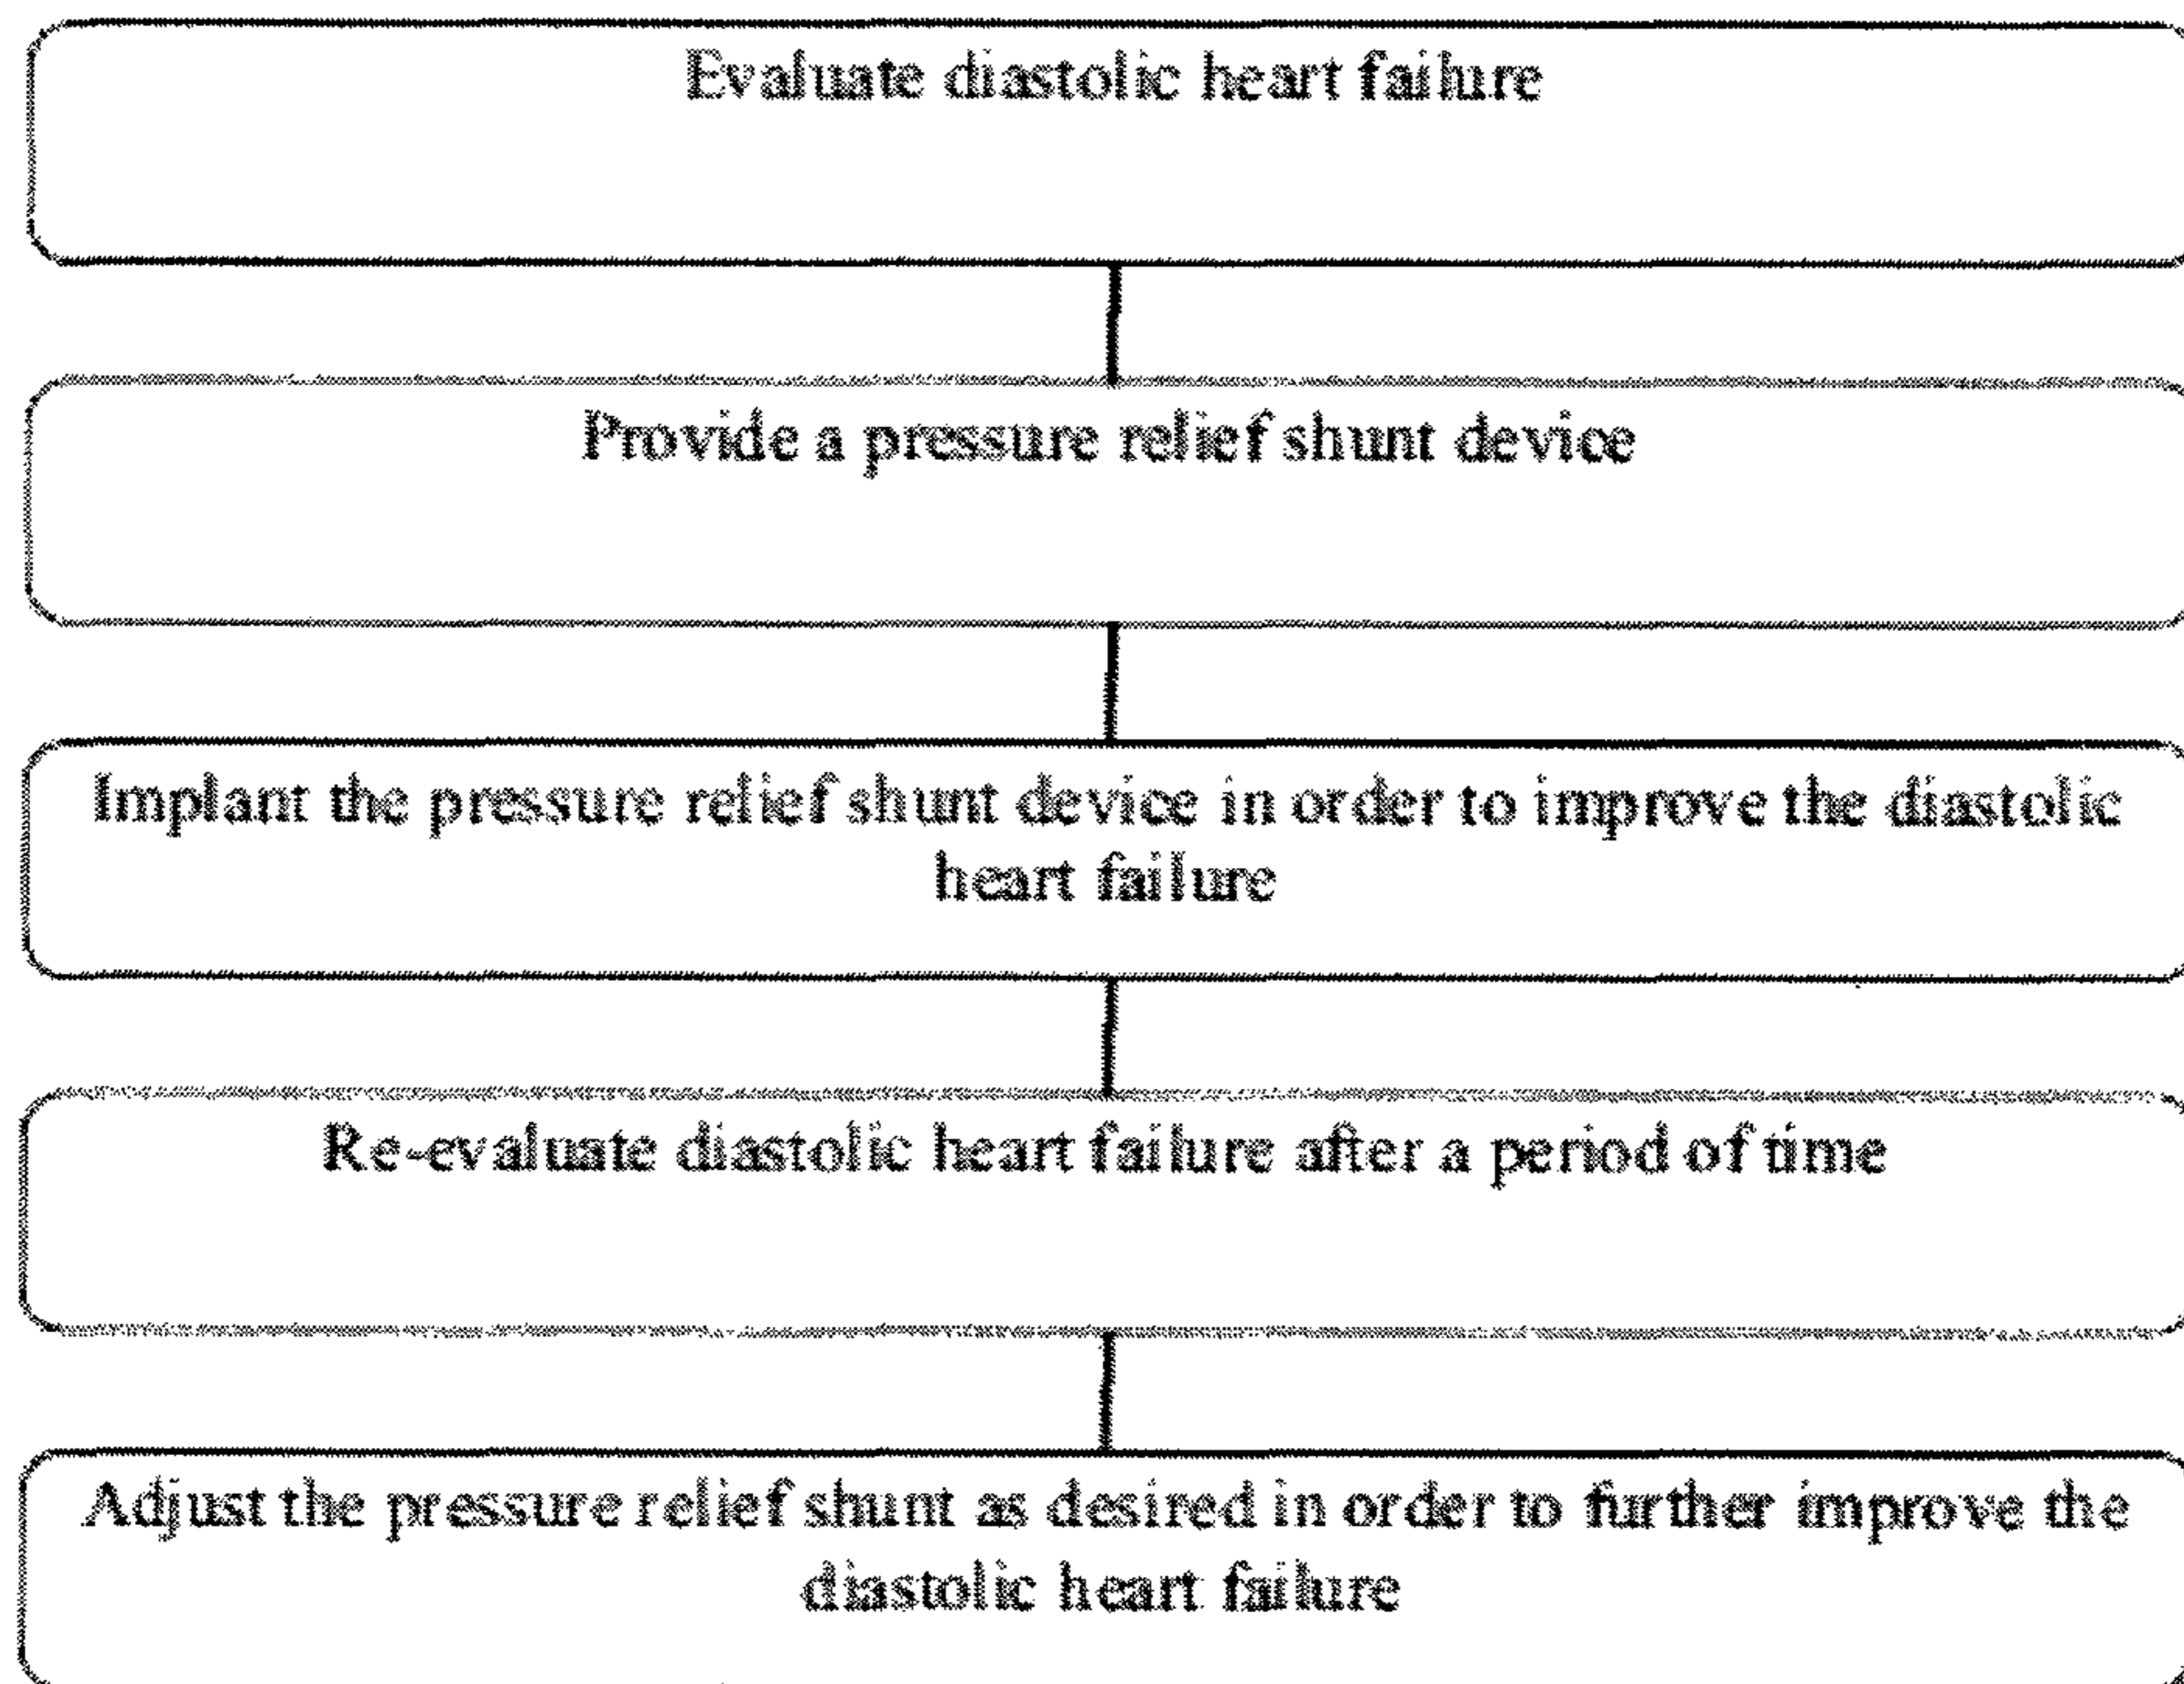 Evaluate diastolic heart failure
Provide a pressure relief shunt device
Implant the pressure relief shunt device in order to improve the diastolic
heart failure
Re-evaluate diastolic heart failure after a period of time
Adjust the pressure relief shunt as desired in order to further improve the
diastolic heart failure